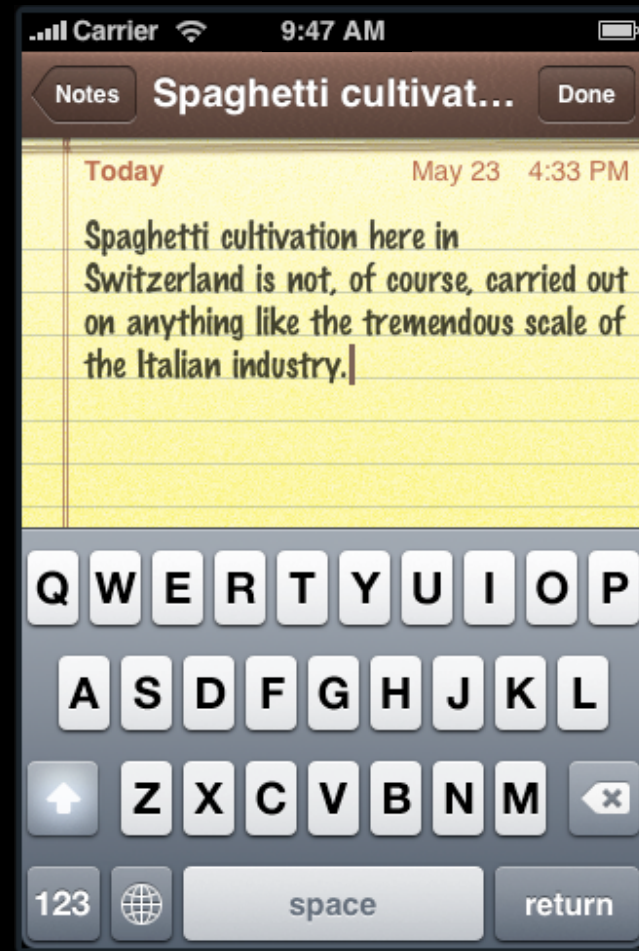 Carrier 9:47 AM
Notes Spaghetti cultivat... Done
Today May 23 4:33 PM
Spaghetti cultivation here in
Switzerland is not, of course, carried out
on anything like the tremendous scale of
the Italian industry.
Q W E R T Y U I O P
A S D F G H J K L
Z X C V B N M
123 space return